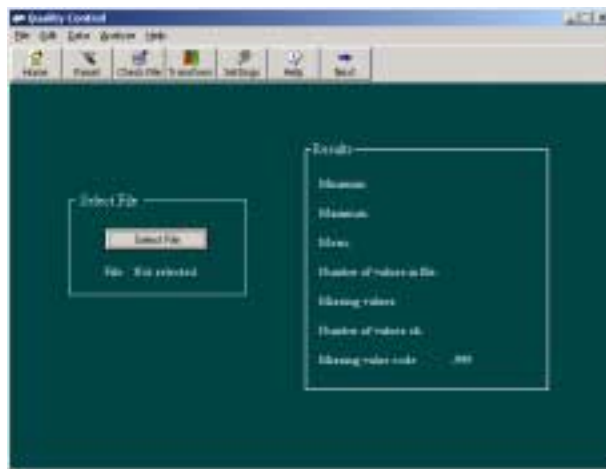 Quality Control
File Edit Data Analyse Help
Home Reset Check File Transform Settings Help Next
Results
Minimum:
Maximum:
Mean:
Number of values in file:
Missing values:
Number of values ok:
Missing value code -999
Select File
Select File
File: Not selected